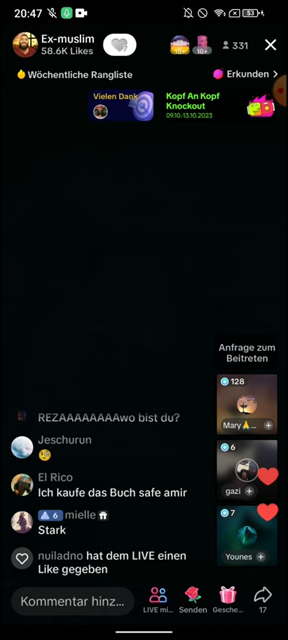 20:47
53
Ex-muslim
58.6K Likes
10+
10+
331
Wöchentliche Rangliste
Erkunden
Vielen Dank
Kopf An Kopf
Knockout
09.10.-13.10.2023
Anfrage zum
Beitreten
128
Mary🙏...
REZAAAAAAAAwo bist du?
Jeschurun
🧐
6
El Rico
Ich kaufe das Buch safe amir
gazi
6 mielle
Stark
7
nuiladno hat dem LIVE einen
Like gegeben
Younes
Kommentar hinz...
LIVE mi...
Senden
Gesche...
17